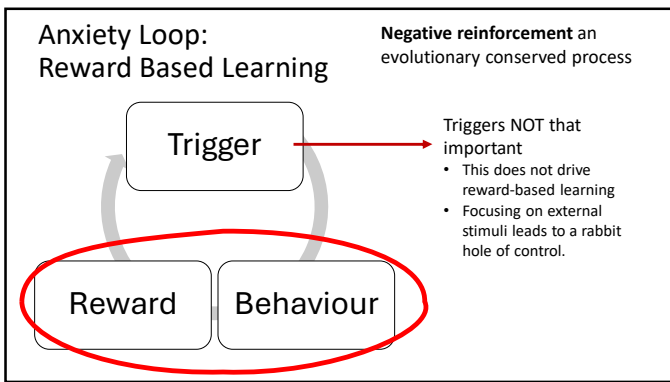 Anxiety Loop:
Reward Based Learning
Negative reinforcement an
evolutionary conserved process
Trigger
Triggers NOT that
important
• This does not drive
reward-based learning
• Focusing on external
stimuli leads to a rabbit
hole of control.
Reward
Behaviour